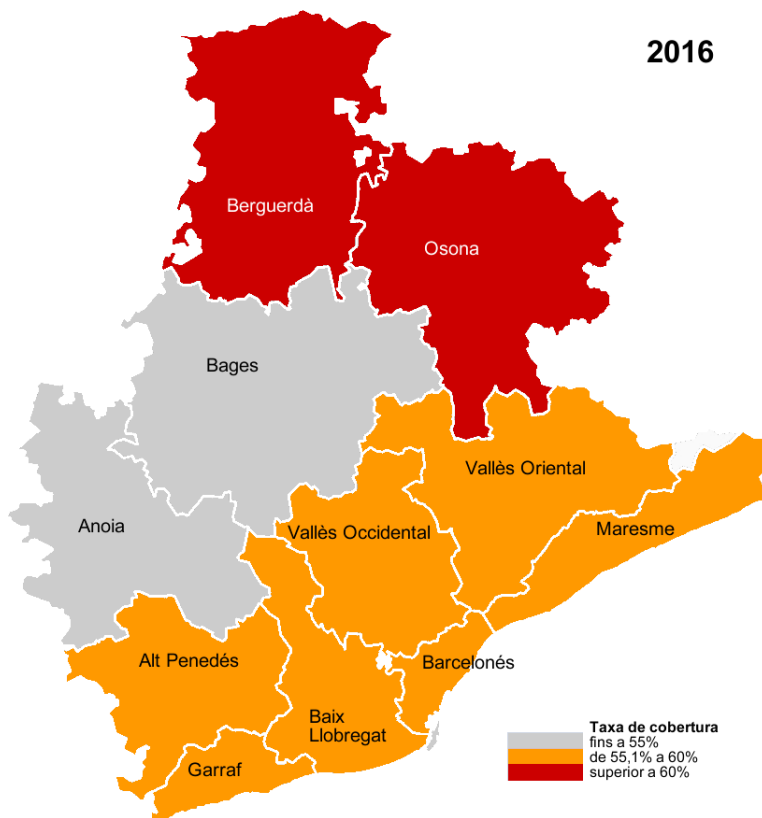 2016
Berguerdà
Osona
Bages
Vallès Oriental
Anoia
Vallès Occidental
Maresme
Alt Penedés
Barcelonés
Baix
Llobregat
Garraf
Taxa de cobertura
fins a 55%
de 55,1% a 60%
superior a 60%